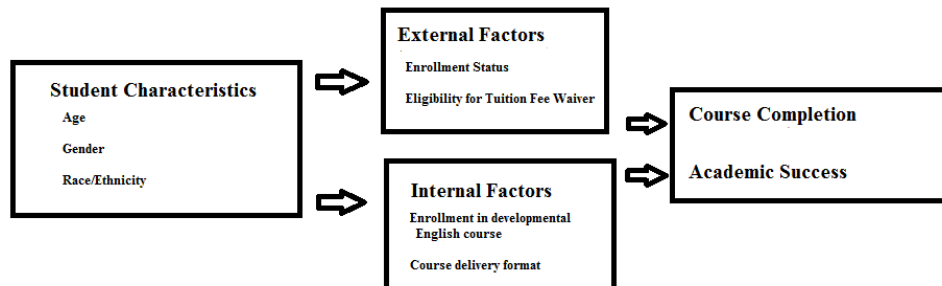 Student Characteristics
Age
Gender
Race/Ethnicity
External Factors
Enrollment Status
Eligibility for Tuition Fee Waiver
Internal Factors
Enrollment in developmental
English course
Course delivery format
Course Completion
Academic Success